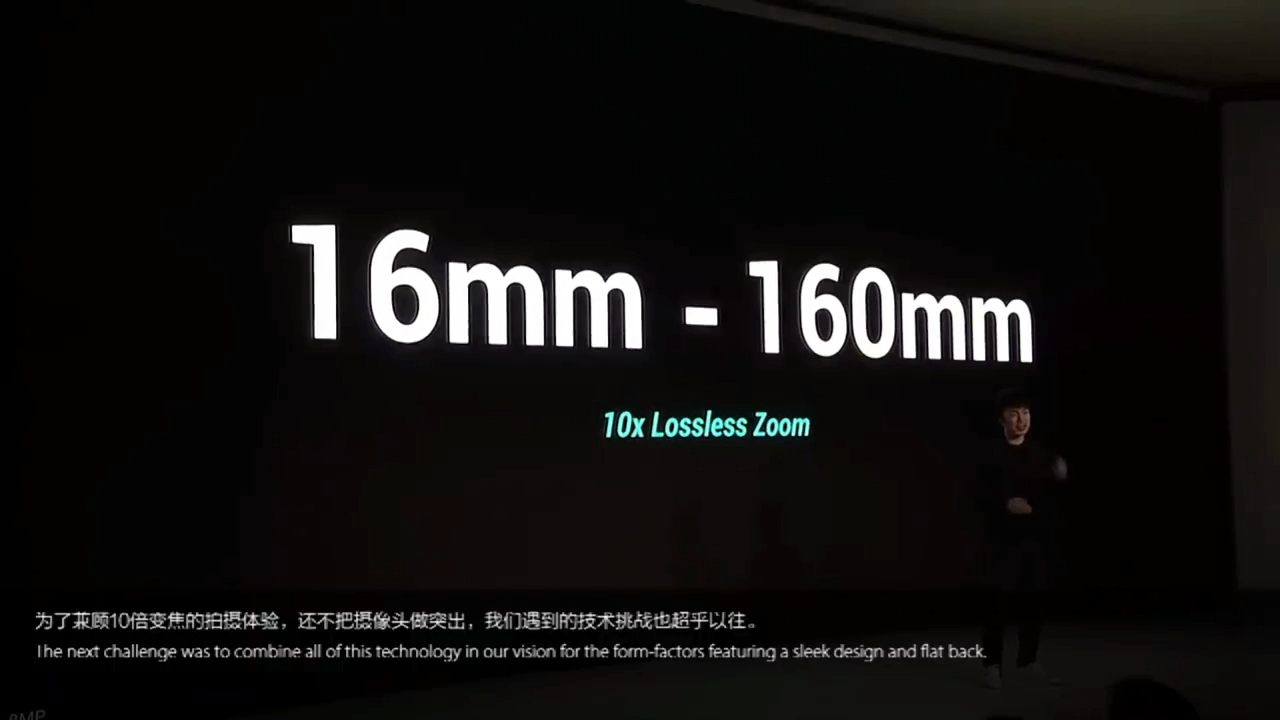 16mm - 160mm
10x Lossless Zoom
为了兼顾10倍变焦的拍摄体验，还不把摄像头做突出，我们遇到的技术挑战也超乎以往。
The next challenge was to combine all of this technology in our vision for the form-factors featuring a sleek design and flat back.